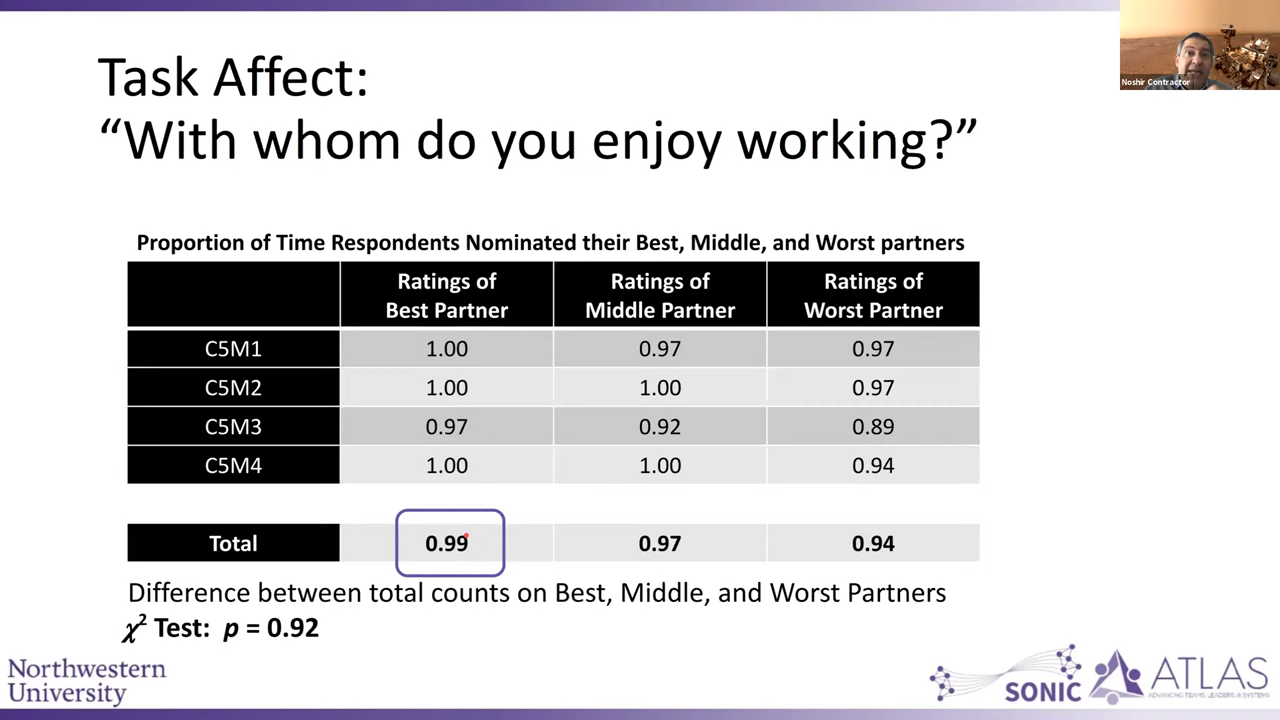 Task Affect:
“With whom do you enjoy working?”
Noshir Contractor
Proportion of Time Respondents Nominated their Best, Middle, and Worst partners
Ratings of Best Partner
Ratings of Middle Partner
Ratings of Worst Partner
C5M1 1.00 0.97 0.97
C5M2 1.00 1.00 0.97
C5M3 0.97 0.92 0.89
C5M4 1.00 1.00 0.94
Total 0.99 0.97 0.94
Difference between total counts on Best, Middle, and Worst Partners
χ² Test: p = 0.92
Northwestern
University
SONIC
ATLAS
ADVANCING TEAMS LEADERS & SYSTEMS